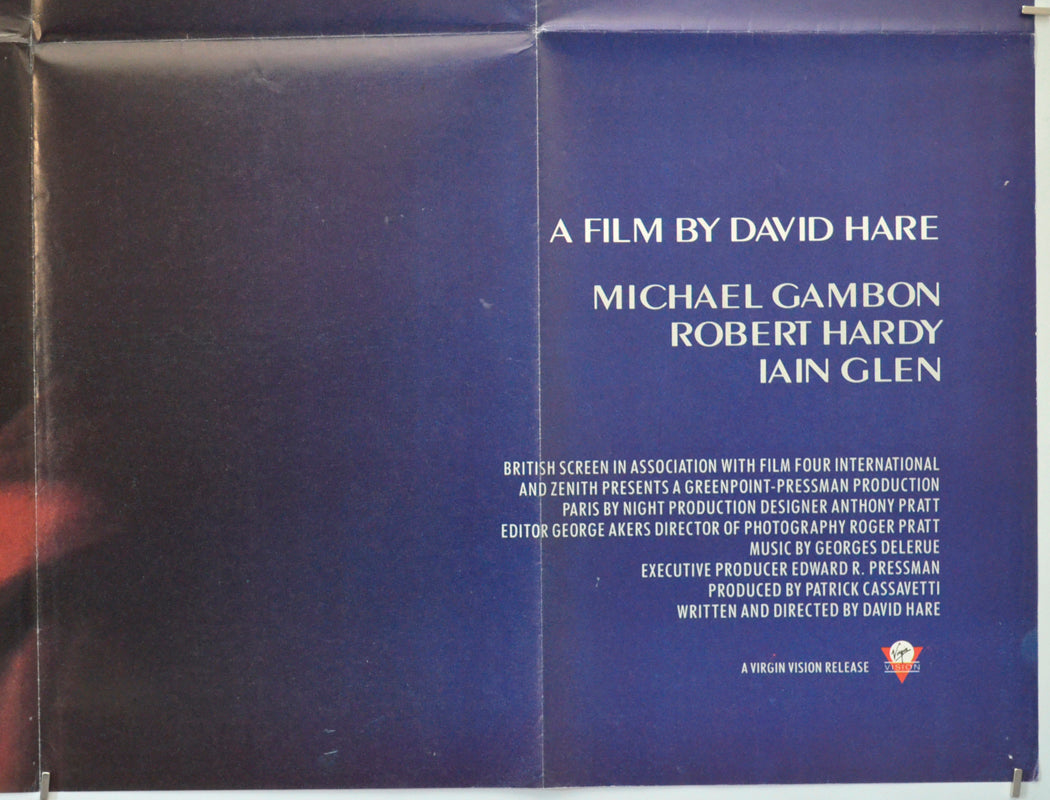 A FILM BY DAVID HARE
MICHAEL GAMBON
ROBERT HARDY
IAIN GLEN
BRITISH SCREEN IN ASSOCIATION WITH FILM FOUR INTERNATIONAL
AND ZENITH PRESENTS A GREENPOINT-PRESSMAN PRODUCTION
PARIS BY NIGHT PRODUCTION DESIGNER ANTHONY PRATT
EDITOR GEORGE AKERS DIRECTOR OF PHOTOGRAPHY ROGER PRATT
MUSIC BY GEORGES DELERUE
EXECUTIVE PRODUCER EDWARD R. PRESSMAN
PRODUCED BY PATRICK CASSAVETTI
WRITTEN AND DIRECTED BY DAVID HARE
A VIRGIN VISION RELEASE
Virgin
VISION